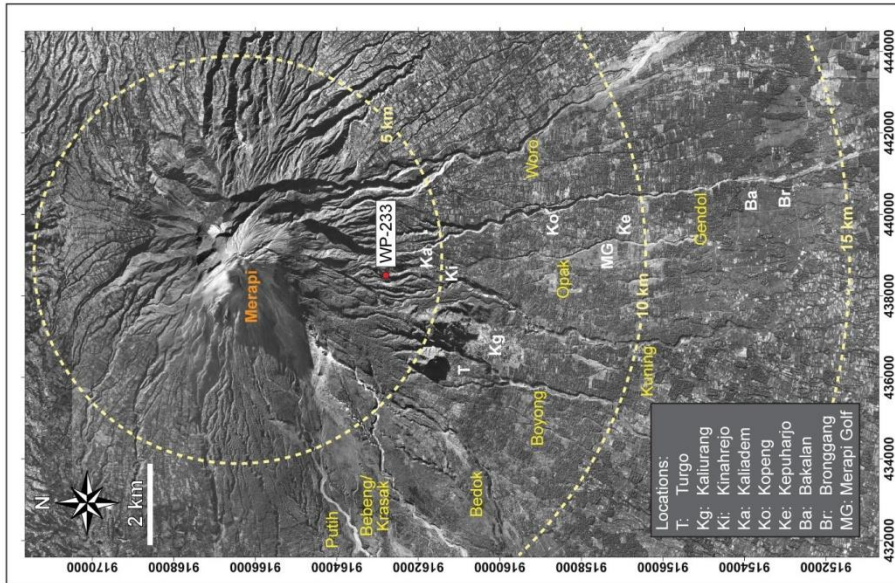 N
2 km
Merapi
5 km
WP-233
Putih
Bebeng/
Krasak
Bedok
Boyong
Kuning
Opak
Gendol
Woro
Ka
Ki
T
Kg
Ko
MG
Ke
Ba
Br
10 km
15 km
Locations:
T: Turgo
Kg: Kaliurang
Ki: Kinahrejo
Ka: Kaliadem
Ko: Kopeng
Ke: Kepuharjo
Ba: Bakalan
Br: Bronggang
MG: Merapi Golf
9170000
9168000
9166000
9164000
9162000
9160000
9158000
9156000
9154000
9152000
432000
434000
436000
438000
440000
442000
444000